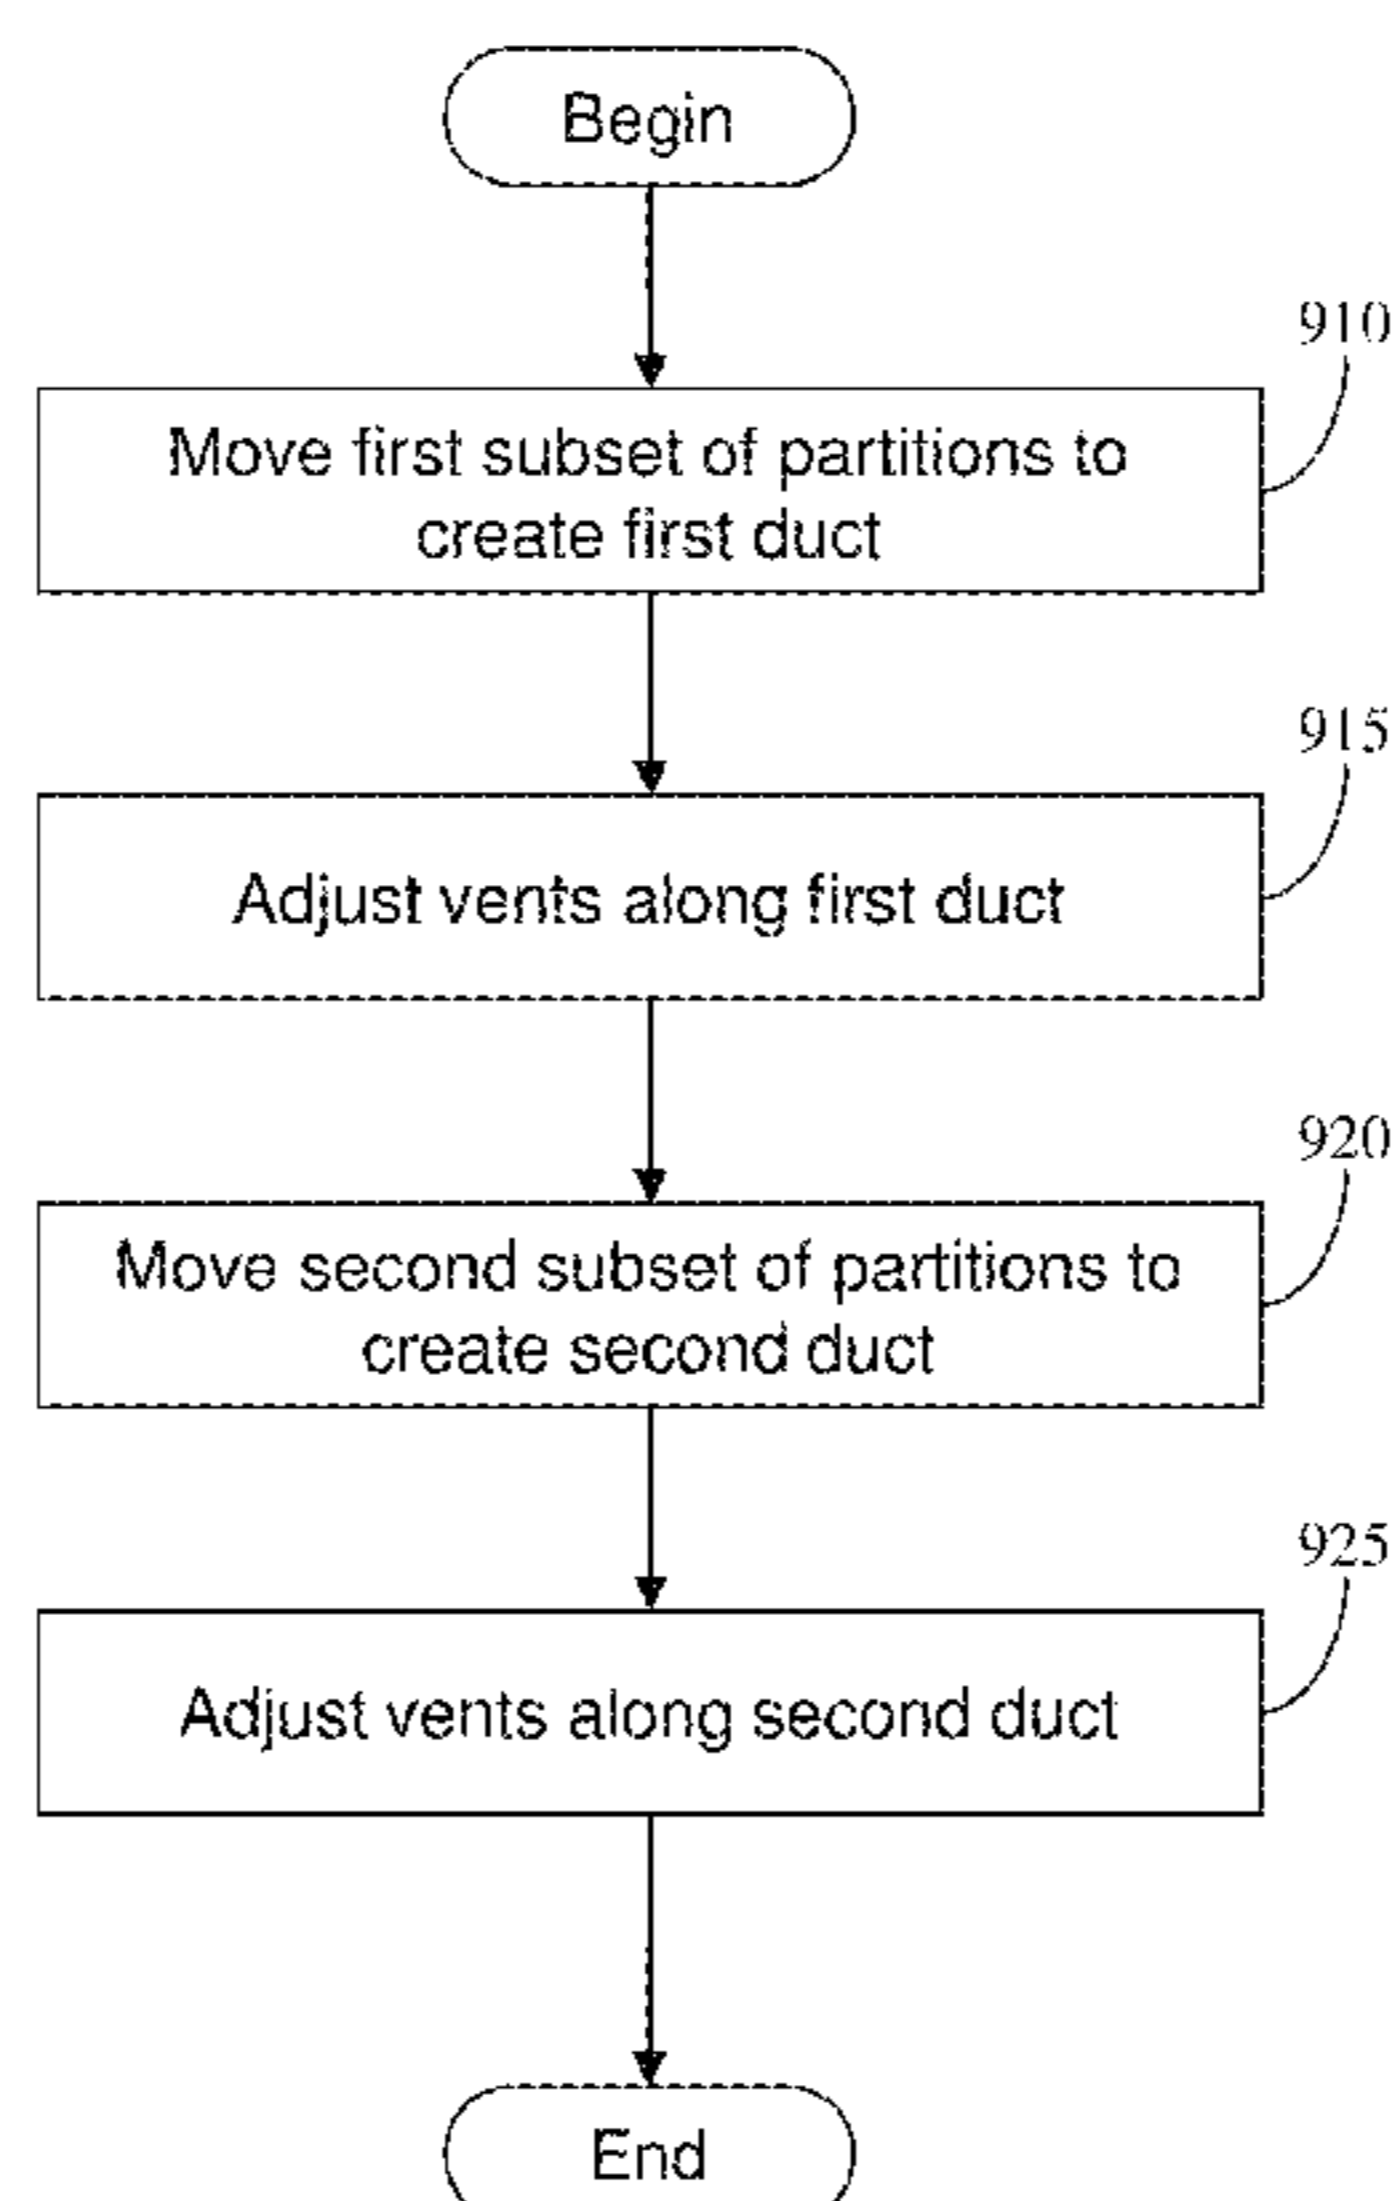 Begin
910
Move first subset of partitions to
create first duct
915
Adjust vents along first duct
920
Move second subset of partitions to
create second duct
925
Adjust vents along second duct
End